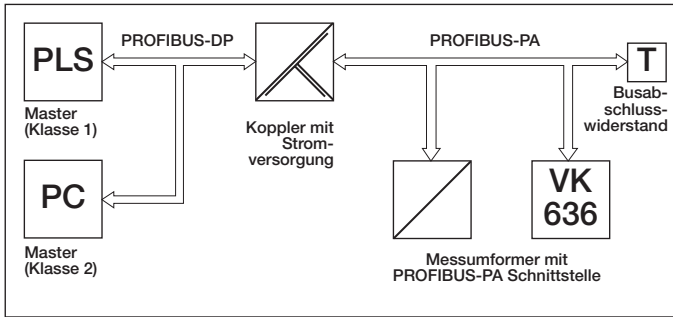 PROFIBUS-DP
PROFIBUS-PA
PLS
T
Master
(Klasse 1)
Koppler mit
Strom-
versorgung
Busab-
schluss-
widerstand
PC
VK
636
Master
(Klasse 2)
Messumformer mit
PROFIBUS-PA Schnittstelle